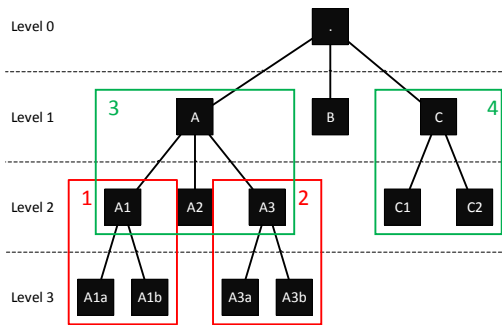 Level 0
.
Level 1
3
A
B
C
4
Level 2
1
A1
A2
A3
2
C1
C2
Level 3
A1a
A1b
A3a
A3b